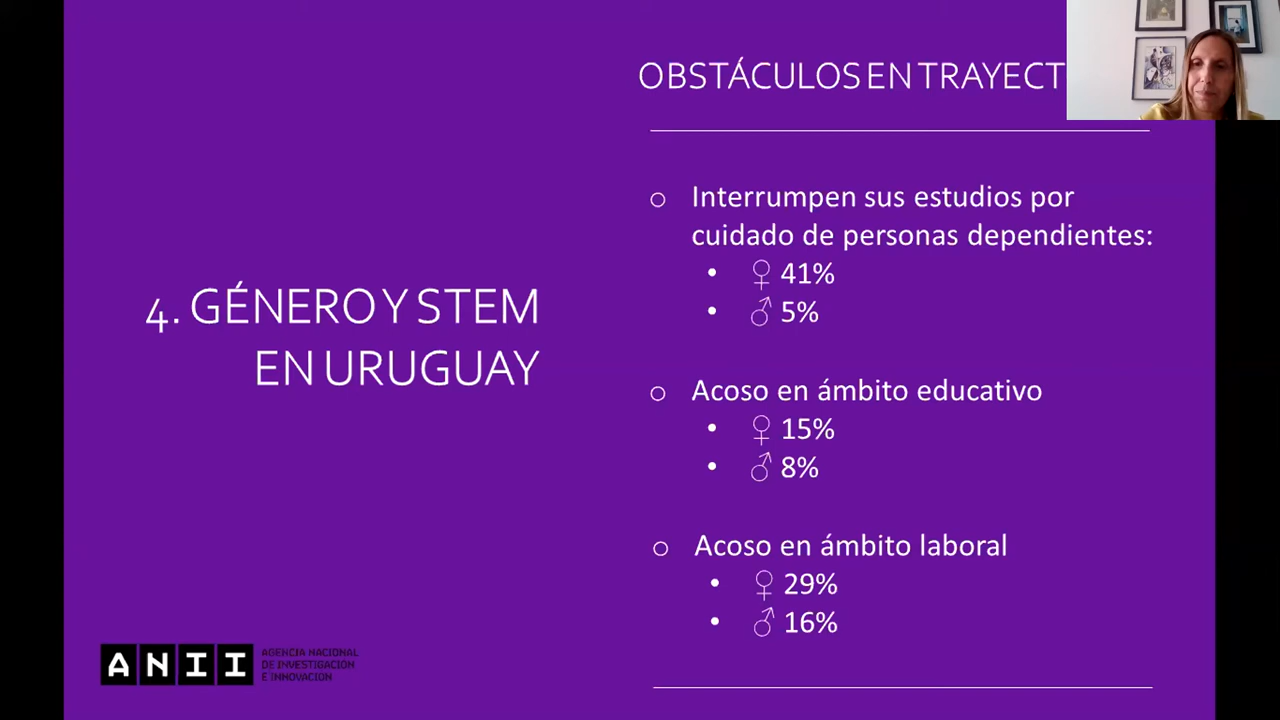 4. GÉNERO Y STEM
EN URUGUAY
OBSTÁCULOS EN TRAYECT
o Interrumpen sus estudios por
cuidado de personas dependientes:
• ♀ 41%
• ♂ 5%
o Acoso en ámbito educativo
• ♀ 15%
• ♂ 8%
o Acoso en ámbito laboral
• ♀ 29%
• ♂ 16%
ANII
AGENCIA NACIONAL
DE INVESTIGACIÓN
E INNOVACIÓN